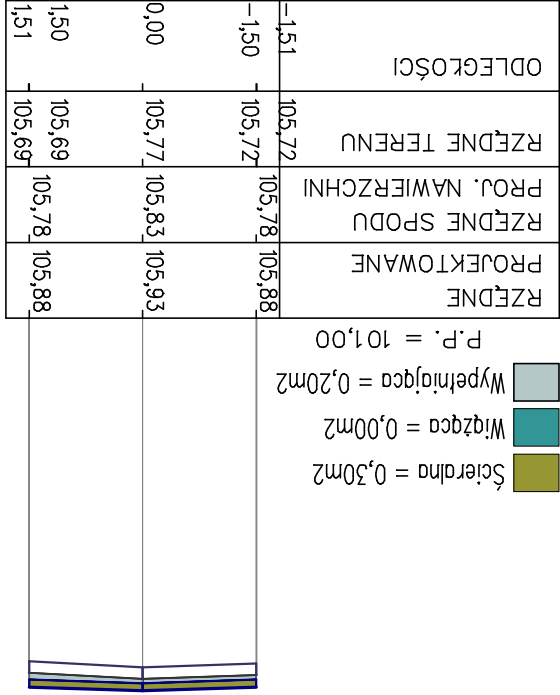 Ścieralna = 0,30m2
Wiążąca = 0,00m2
Wypełniająca = 0,20m2
P.P. = 101,00
RZĘDNE
PROJEKTOWANE
105,88
105,93
105,88
RZĘDNE SPODU
PROJ. NAWIERZCHNI
105,78
105,83
105,78
RZĘDNE TERENU
105,72
105,72
105,77
105,69
105,69
ODLEGŁOŚCI
-1,51
-1,50
0,00
1,50
1,51